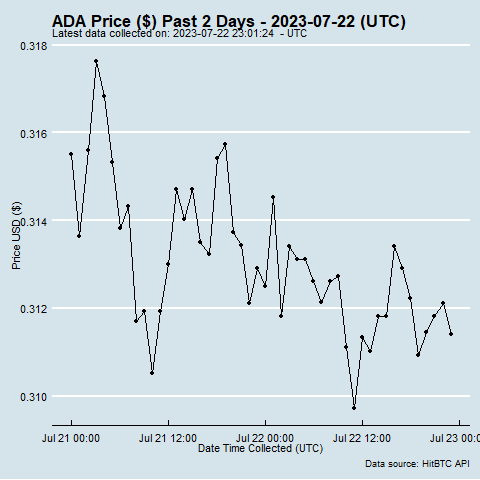 ADA Price ($) Past 2 Days - 2023-07-22 (UTC)
Latest data collected on: 2023-07-22 23:01:24 - UTC
0.318
0.316
0.314
0.312
0.310
Price USD ($)
Jul 21 00:00 Jul 21 12:00 Jul 22 00:00 Jul 22 12:00 Jul 23 00:00
Date Time Collected (UTC)
Data source: HitBTC API